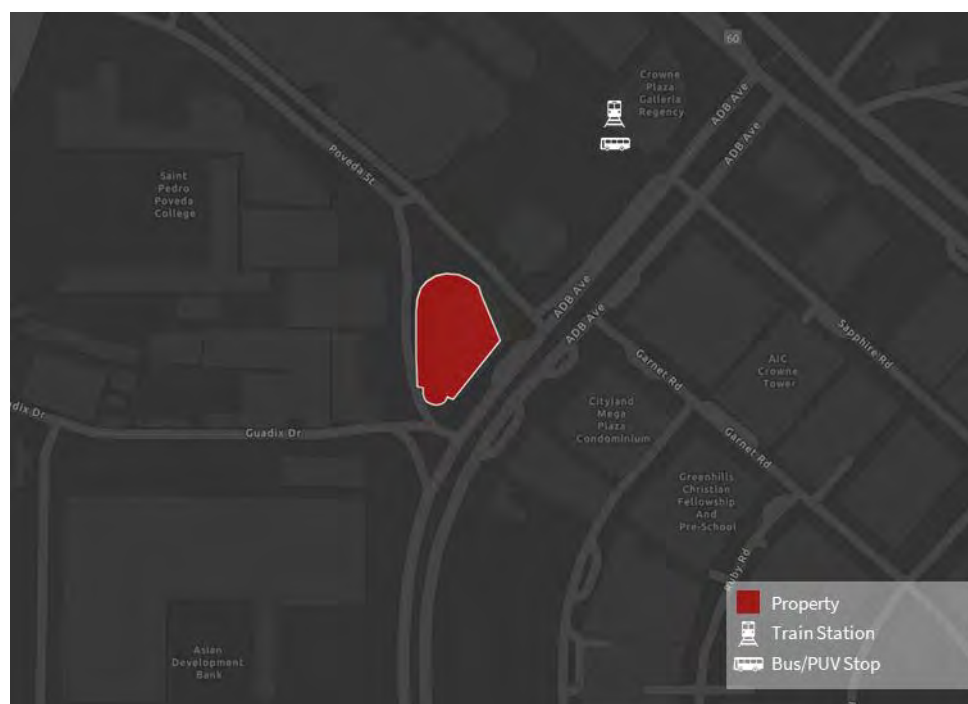 60
Crowne
Plaza
Galleria
Regency
ADB Ave
ADB Ave
Poveda St.
Saint
Pedro
Poveda
College
ADB Ave
ADB Ave
Sapphire Rd
Garnet Rd
AIC
Crowne
Tower
Guadix Dr
Cityland
Mega
Plaza
Condominium
Guadix Dr
Garnet Rd
Greenhills
Christian
Fellowship
And
Pre-School
Ruby Rd
Asian
Development
Bank
Property
Train Station
Bus/PUV Stop